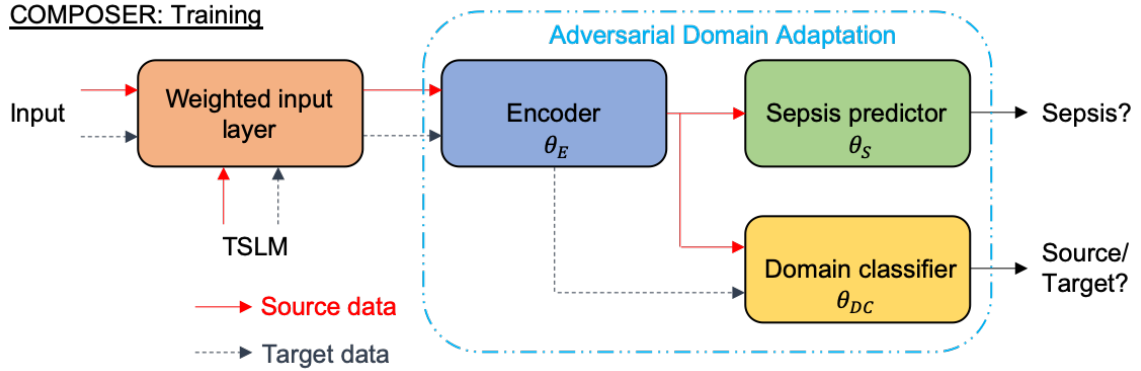 COMPOSER: Training
Adversarial Domain Adaptation
Input
Weighted input
layer
Encoder
θ_E
Sepsis predictor
θ_S
Sepsis?
TSLM
Domain classifier
θ_DC
Source/
Target?
Source data
Target data